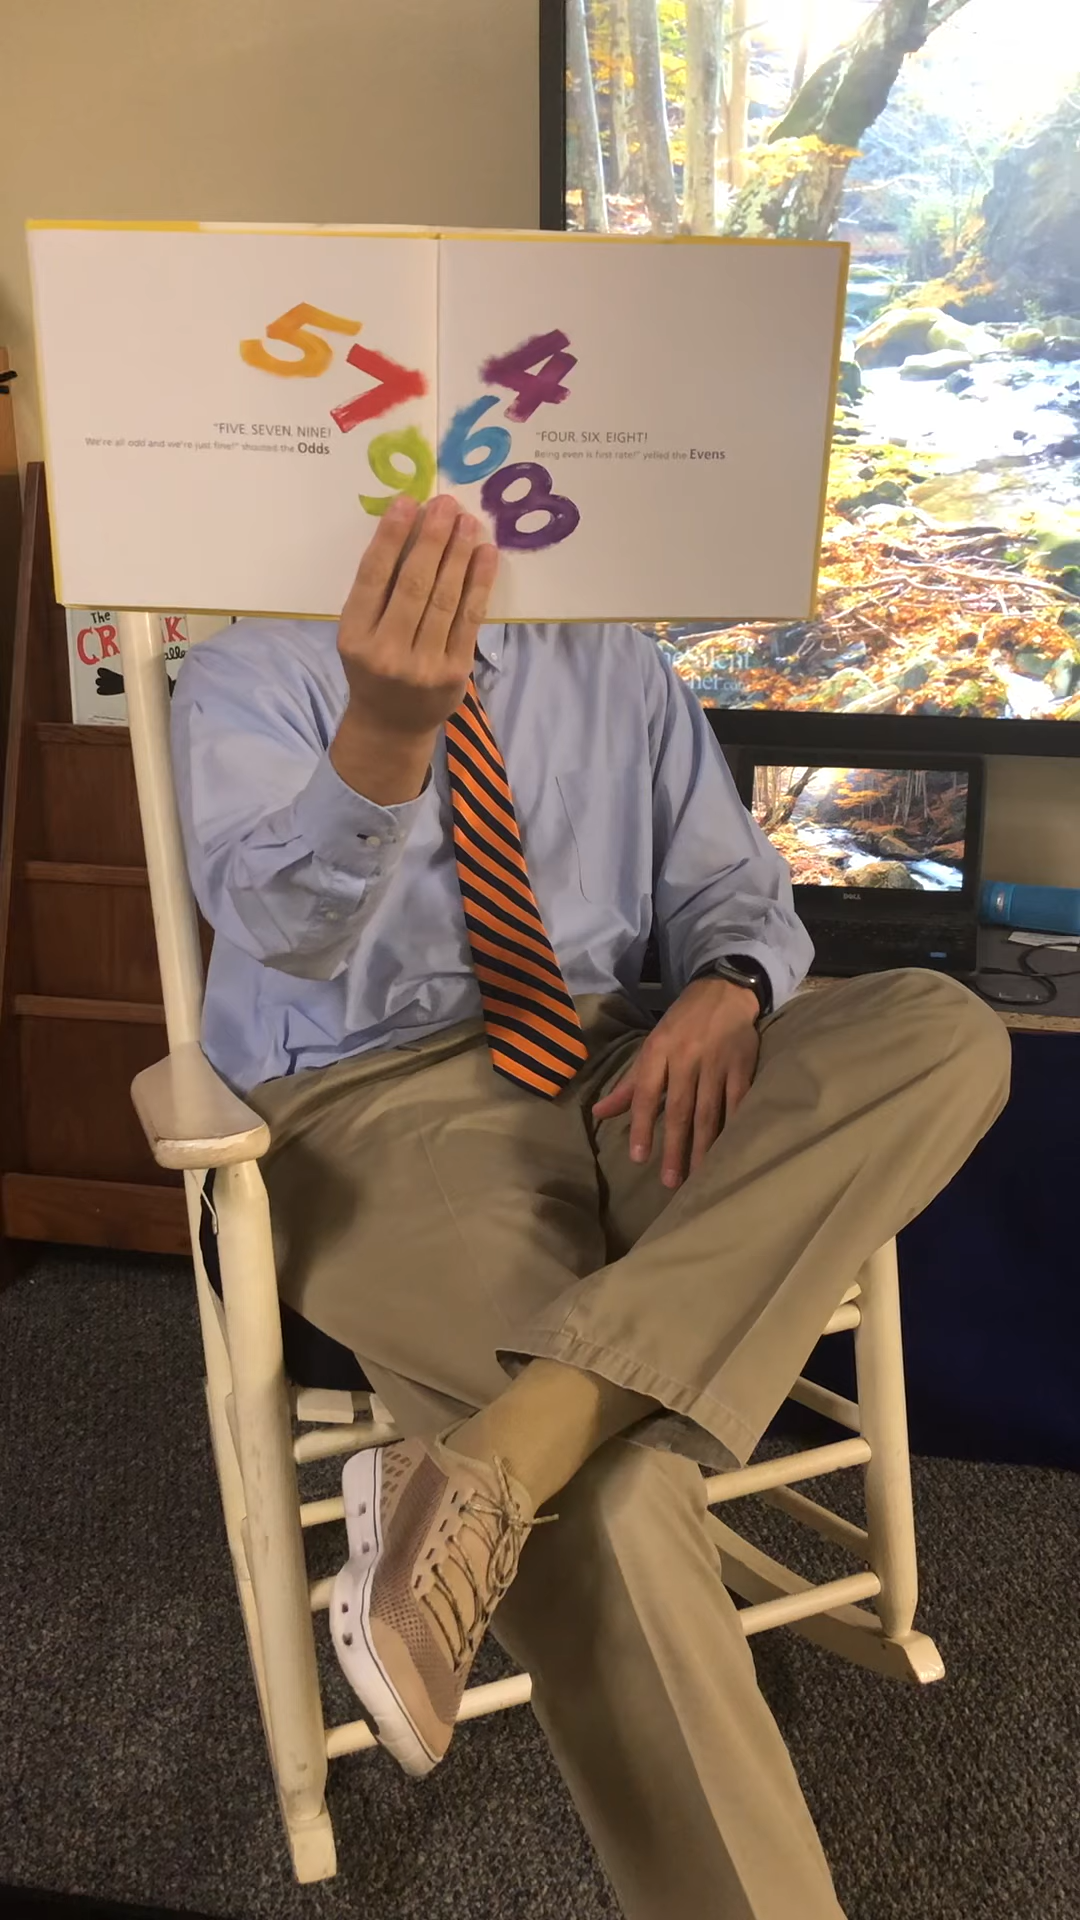 5
7
9
"FIVE, SEVEN, NINE!
We're all odd and we're just fine!" shouted the Odds
4
6
8
"FOUR, SIX, EIGHT!
Being even is first rate!" yelled the Evens
The
CR K
DELL